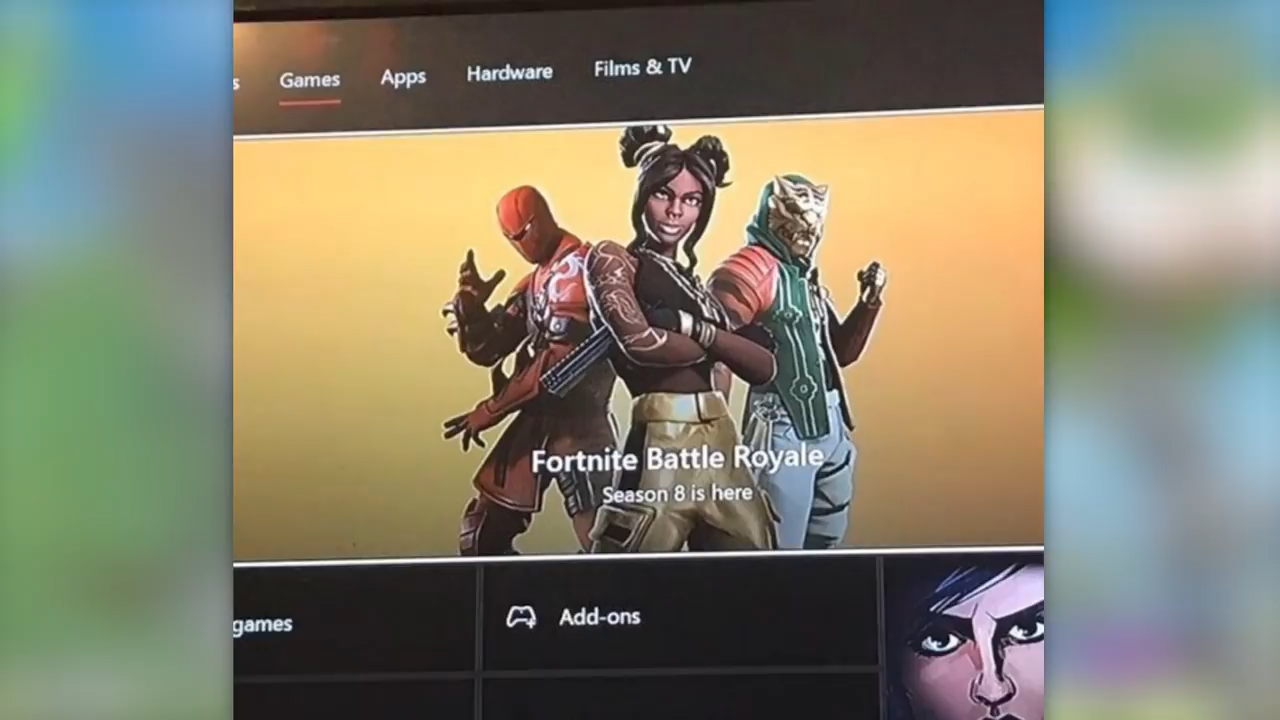 s
Games
Apps
Hardware
Films & TV
Fortnite Battle Royale
Season 8 is here
games
Add-ons